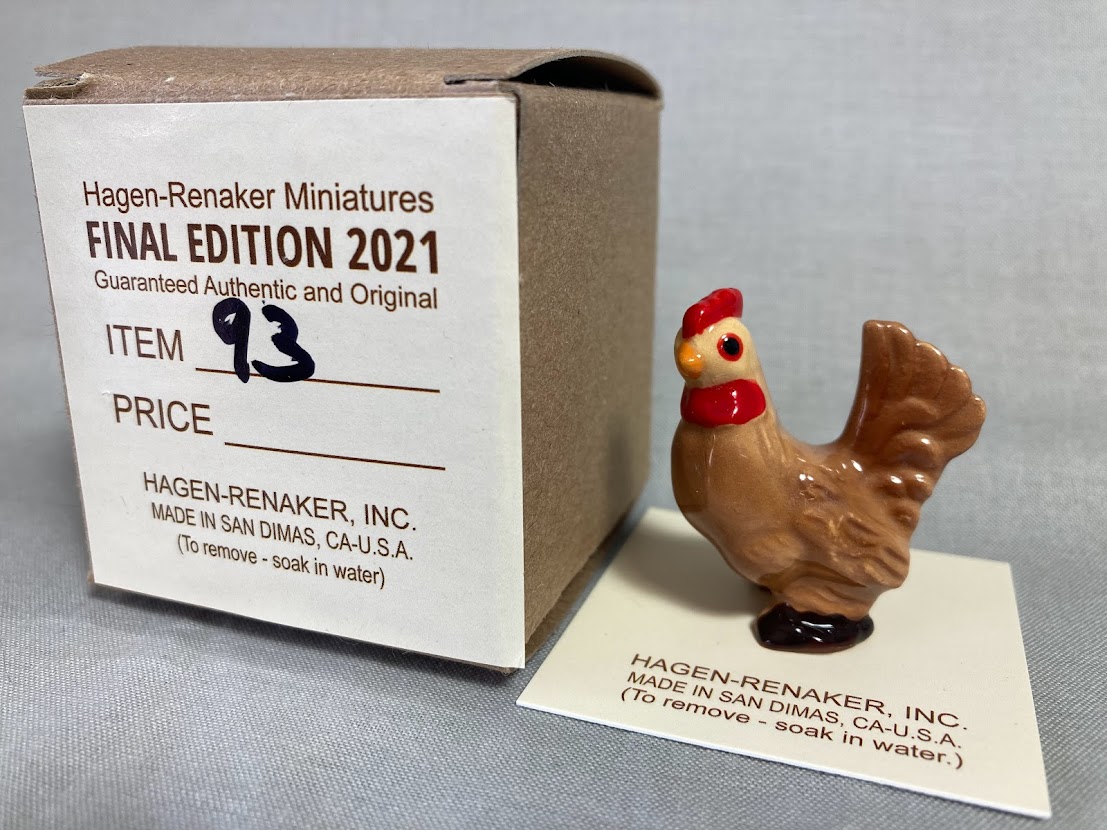 Hagen-Renaker Miniatures
FINAL EDITION 2021
Guaranteed Authentic and Original
ITEM 93
PRICE
HAGEN-RENAKER, INC.
MADE IN SAN DIMAS, CA-U.S.A.
(To remove - soak in water)
HAGEN-RENAKER, INC.
MADE IN SAN DIMAS, CA-U.S.A.
(To remove - soak in water.)